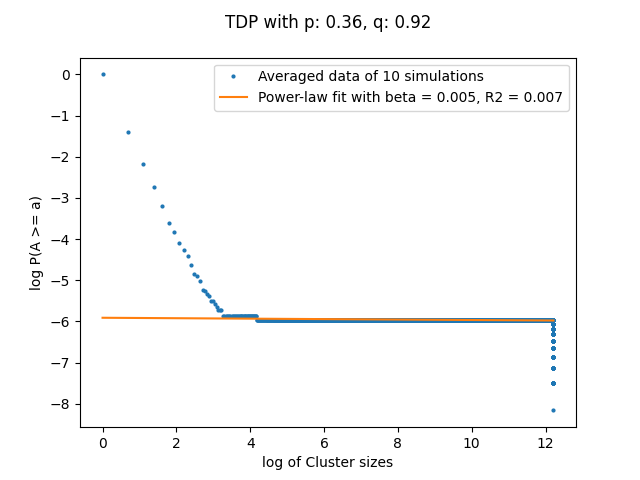 TDP with p: 0.36, q: 0.92
Averaged data of 10 simulations
Power-law fit with beta = 0.005, R2 = 0.007
log P(A >= a)
0
−1
−2
−3
−4
−5
−6
−7
−8
0 2 4 6 8 10 12
log of Cluster sizes